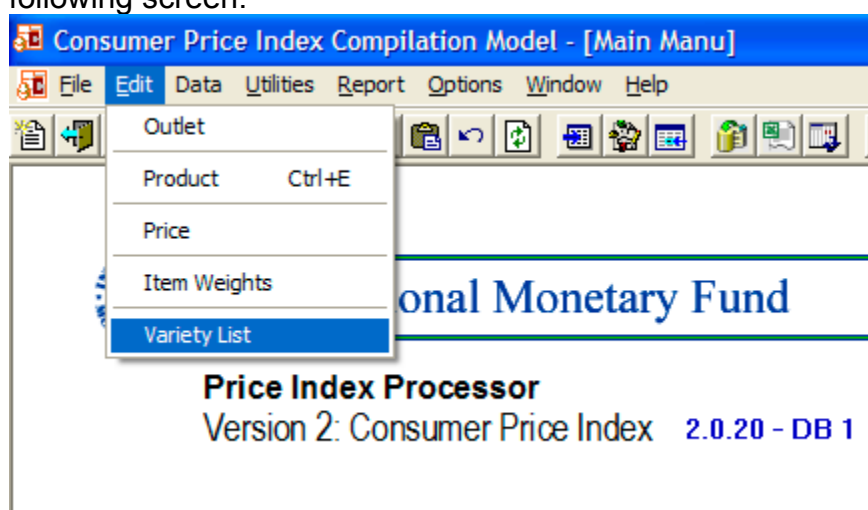 following screen:
Consumer Price Index Compilation Model - [Main Manu]
File Edit Data Utilities Report Options Window Help
Outlet
Product Ctrl+E
Price
Item Weights
Variety List
onal Monetary Fund
Price Index Processor
Version 2: Consumer Price Index 2.0.20 - DB 1